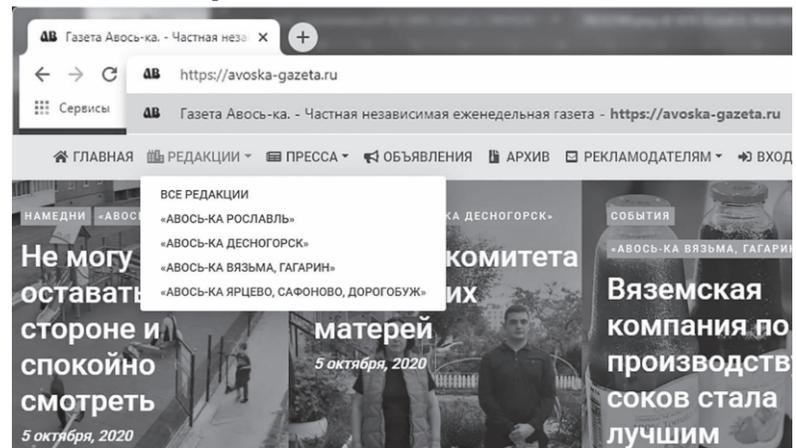 АВ Газета Авось-ка. - Частная неза
https://avoska-gazeta.ru
Сервисы
АВ Газета Авось-ка. - Частная независимая еженедельная газета - https://avoska-gazeta.ru
ГЛАВНАЯ РЕДАКЦИИ ПРЕССА ОБЪЯВЛЕНИЯ АРХИВ РЕКЛАМОДАТЕЛЯМ ВХОД
ВСЕ РЕДАКЦИИ
«АВОСЬ-КА РОСЛАВЛЬ»
«АВОСЬ-КА ДЕСНОГОРСК»
«АВОСЬ-КА ВЯЗЬМА, ГАГАРИН»
«АВОСЬ-КА ЯРЦЕВО, САФОНОВО, ДОРОГОБУЖ»
НАМЕДНИ «АВОС
Не могу
оставать
стороне и
спокойно
смотреть
5 октября, 2020
КА ДЕСНОГОРСК»
комитета
их
матерей
5 октября, 2020
СОБЫТИЯ
«АВОСЬ-КА ВЯЗЬМА, ГАГАРИН
Вяземская
компания по
производств
соков стала
лучшим